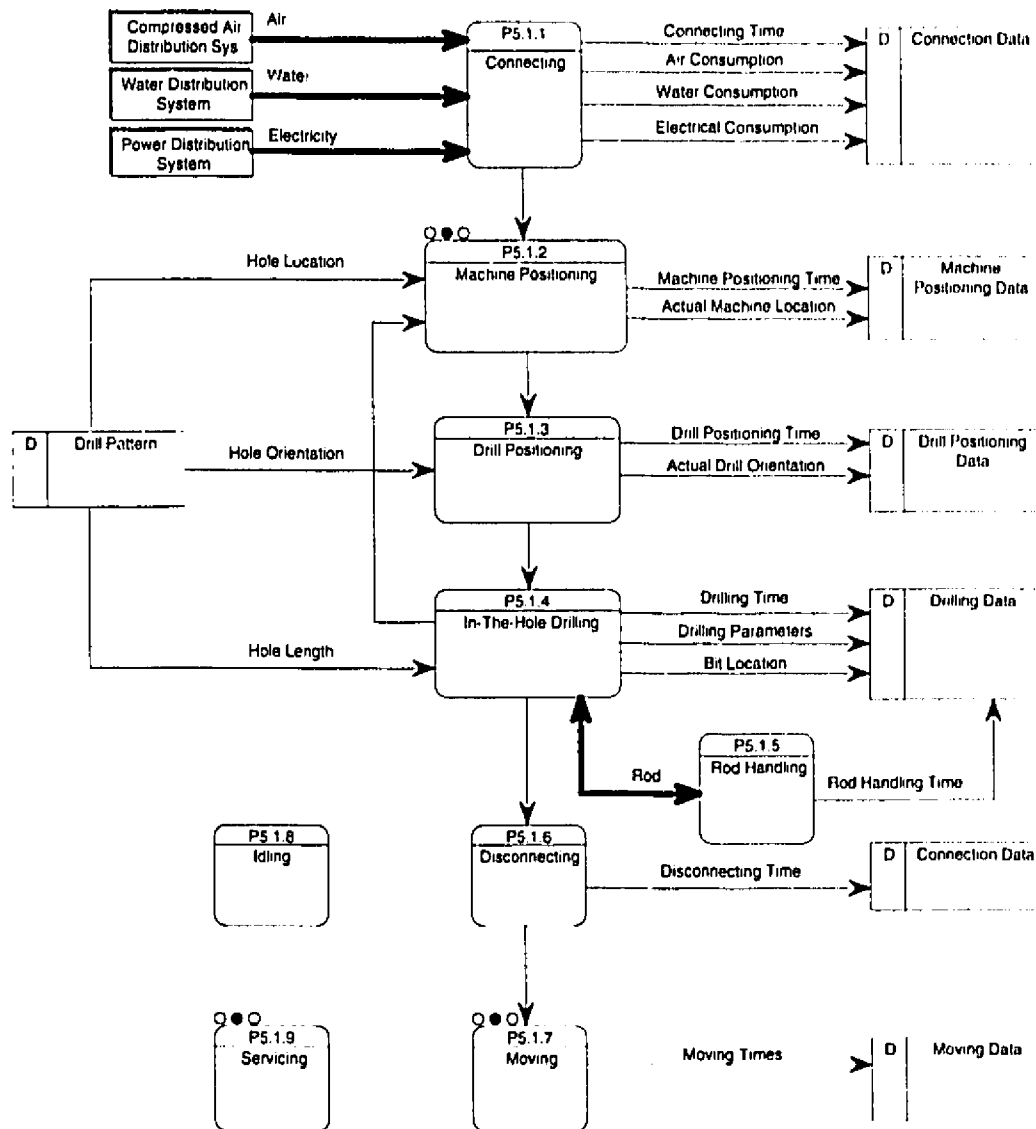 Compressed Air
Distribution Sys
Air
P5.1.1
Connecting
Connecting Time
Air Consumption
Water Consumption
Electrical Consumption
D
Connection Data
Water Distribution
System
Water
Power Distribution
System
Electricity
P5.1.2
Machine Positioning
Hole Location
Machine Positioning Time
Actual Machine Location
D
Machine
Positioning Data
D
Drill Pattern
Hole Orientation
P5.1.3
Drill Positioning
Drill Positioning Time
Actual Drill Orientation
D
Drill Positioning
Data
P5.1.4
In-The-Hole Drilling
Hole Length
Drilling Time
Drilling Parameters
Bit Location
D
Drilling Data
Rod
P5.1.5
Rod Handling
Rod Handling Time
P5.1.8
Idling
P5.1.6
Disconnecting
Disconnecting Time
D
Connection Data
P5.1.9
Servicing
P5.1.7
Moving
Moving Times
D
Moving Data